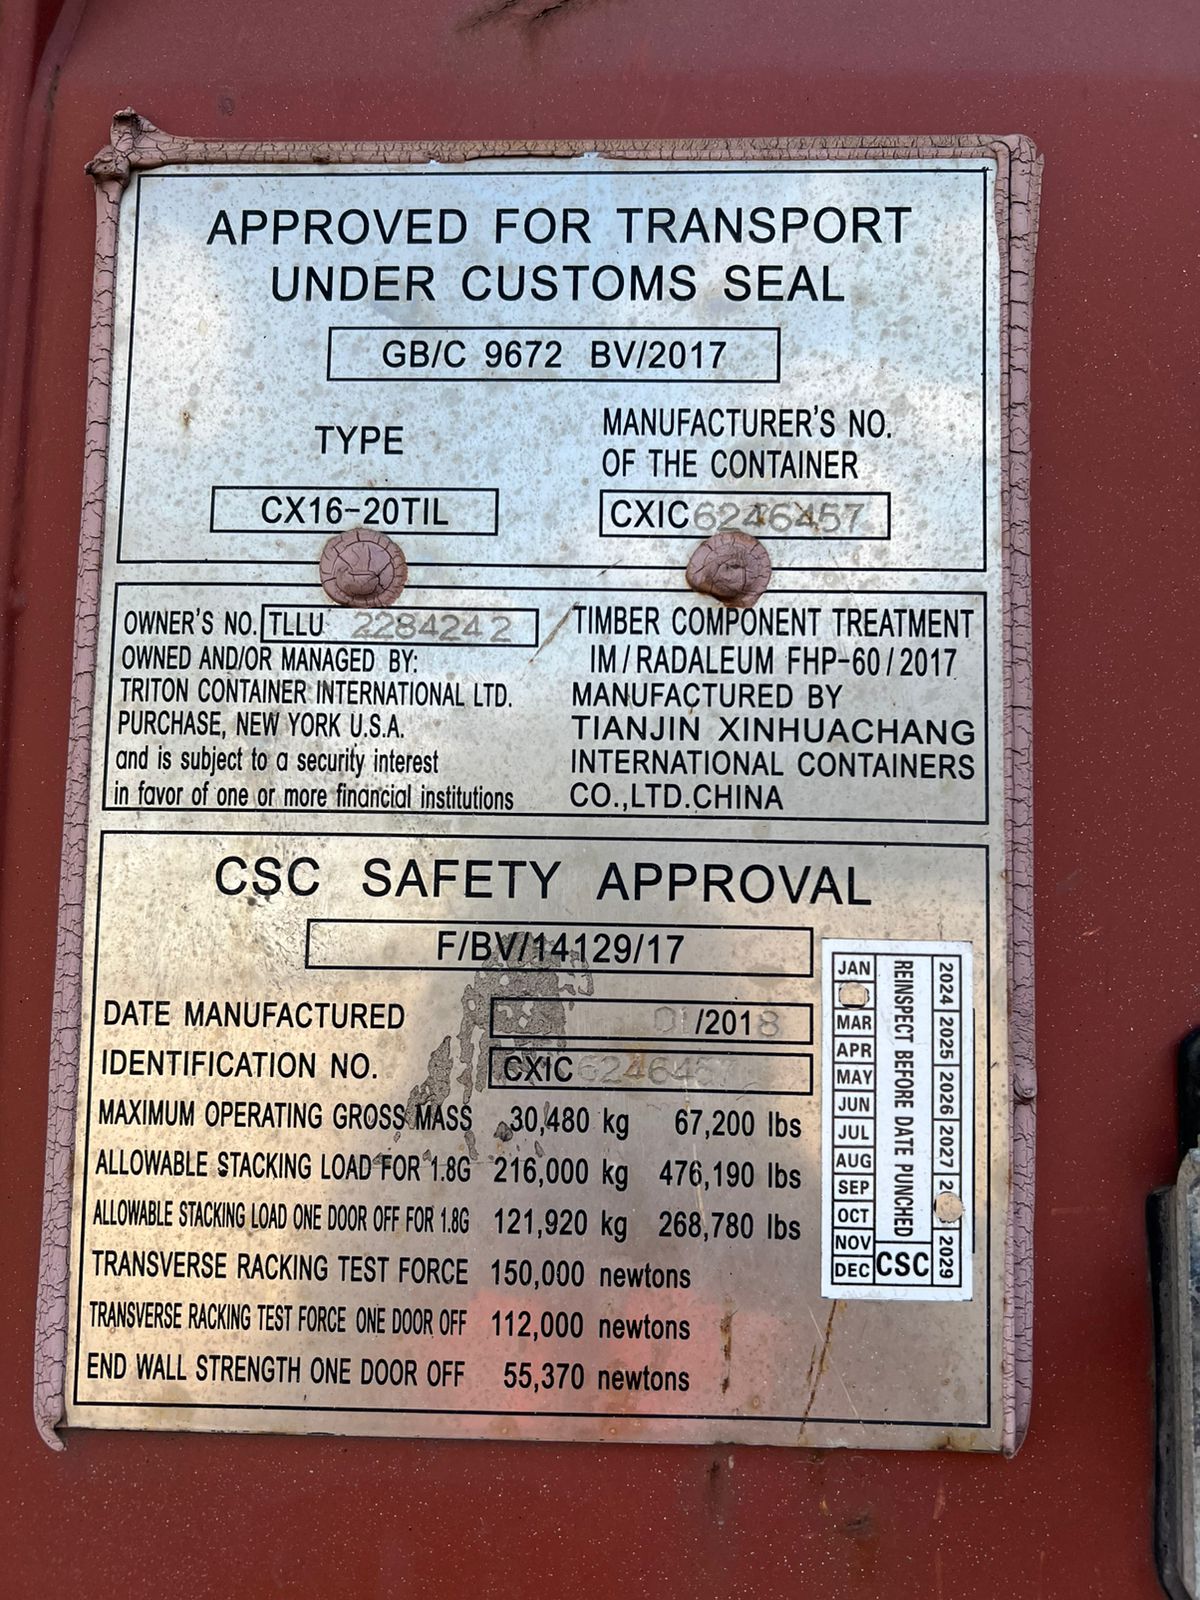 APPROVED FOR TRANSPORT
UNDER CUSTOMS SEAL
GB/C 9672 BV/2017
TYPE
CX16-20TIL
MANUFACTURER'S NO.
OF THE CONTAINER
CXIC 6246457
OWNER'S NO. TLLU 2284242
OWNED AND/OR MANAGED BY:
TRITON CONTAINER INTERNATIONAL LTD.
PURCHASE, NEW YORK U.S.A.
and is subject to a security interest
in favor of one or more financial institutions
TIMBER COMPONENT TREATMENT
IM / RADALEUM FHP-60 / 2017
MANUFACTURED BY
TIANJIN XINHUACHANG
INTERNATIONAL CONTAINERS
CO.,LTD.CHINA
CSC SAFETY APPROVAL
F/BV/14129/17
DATE MANUFACTURED 01/2018
IDENTIFICATION NO. CXIC 6246457
MAXIMUM OPERATING GROSS MASS 30,480 kg 67,200 lbs
ALLOWABLE STACKING LOAD FOR 1.8G 216,000 kg 476,190 lbs
ALLOWABLE STACKING LOAD ONE DOOR OFF FOR 1.8G 121,920 kg 268,780 lbs
TRANSVERSE RACKING TEST FORCE 150,000 newtons
TRANSVERSE RACKING TEST FORCE ONE DOOR OFF 112,000 newtons
END WALL STRENGTH ONE DOOR OFF 55,370 newtons
JAN
MAR
APR
MAY
JUN
JUL
AUG
SEP
OCT
NOV
DEC
REINSPECT BEFORE DATE PUNCHED
CSC
2024 2025 2026 2027 2029